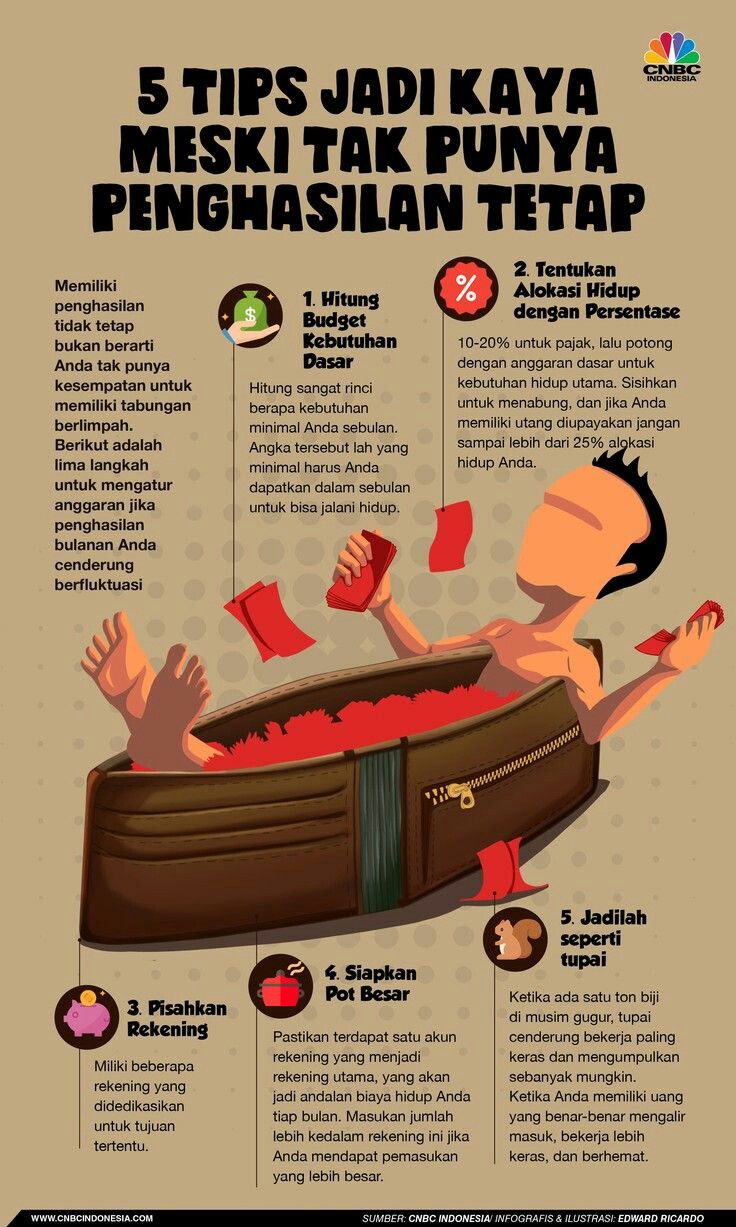 CNBC
INDONESIA
5 TIPS JADI KAYA
MESKI TAK PUNYA
PENGHASILAN TETAP
Memiliki
penghasilan
tidak tetap
bukan berarti
Anda tak punya
kesempatan untuk
memiliki tabungan
berlimpah.
Berikut adalah
lima langkah
untuk mengatur
anggaran jika
penghasilan
bulanan Anda
cenderung
berfluktuasi
$
1. Hitung
Budget
Kebutuhan
Dasar
Hitung sangat rinci
berapa kebutuhan
minimal Anda sebulan.
Angka tersebut lah yang
minimal harus Anda
dapatkan dalam sebulan
untuk bisa jalani hidup.
%
2. Tentukan
Alokasi Hidup
dengan Persentase
10-20% untuk pajak, lalu potong
dengan anggaran dasar untuk
kebutuhan hidup utama. Sisihkan
untuk menabung, dan jika Anda
memiliki utang diupayakan jangan
sampai lebih dari 25% alokasi
hidup Anda.
3. Pisahkan
Rekening
Miliki beberapa
rekening yang
didedikasikan
untuk tujuan
tertentu.
4. Siapkan
Pot Besar
Pastikan terdapat satu akun
rekening yang menjadi
rekening utama, yang akan
jadi andalan biaya hidup Anda
tiap bulan. Masukan jumlah
lebih kedalam rekening ini jika
Anda mendapat pemasukan
yang lebih besar.
5. Jadilah
seperti
tupai
Ketika ada satu ton biji
di musim gugur, tupai
cenderung bekerja paling
keras dan mengumpulkan
sebanyak mungkin.
Ketika Anda memiliki uang
yang benar-benar mengalir
masuk, bekerja lebih
keras, dan berhemat.
WWW.CNBCINDONESIA.COM
SUMBER: CNBC INDONESIA/ INFOGRAFIS & ILUSTRASI: EDWARD RICARDO